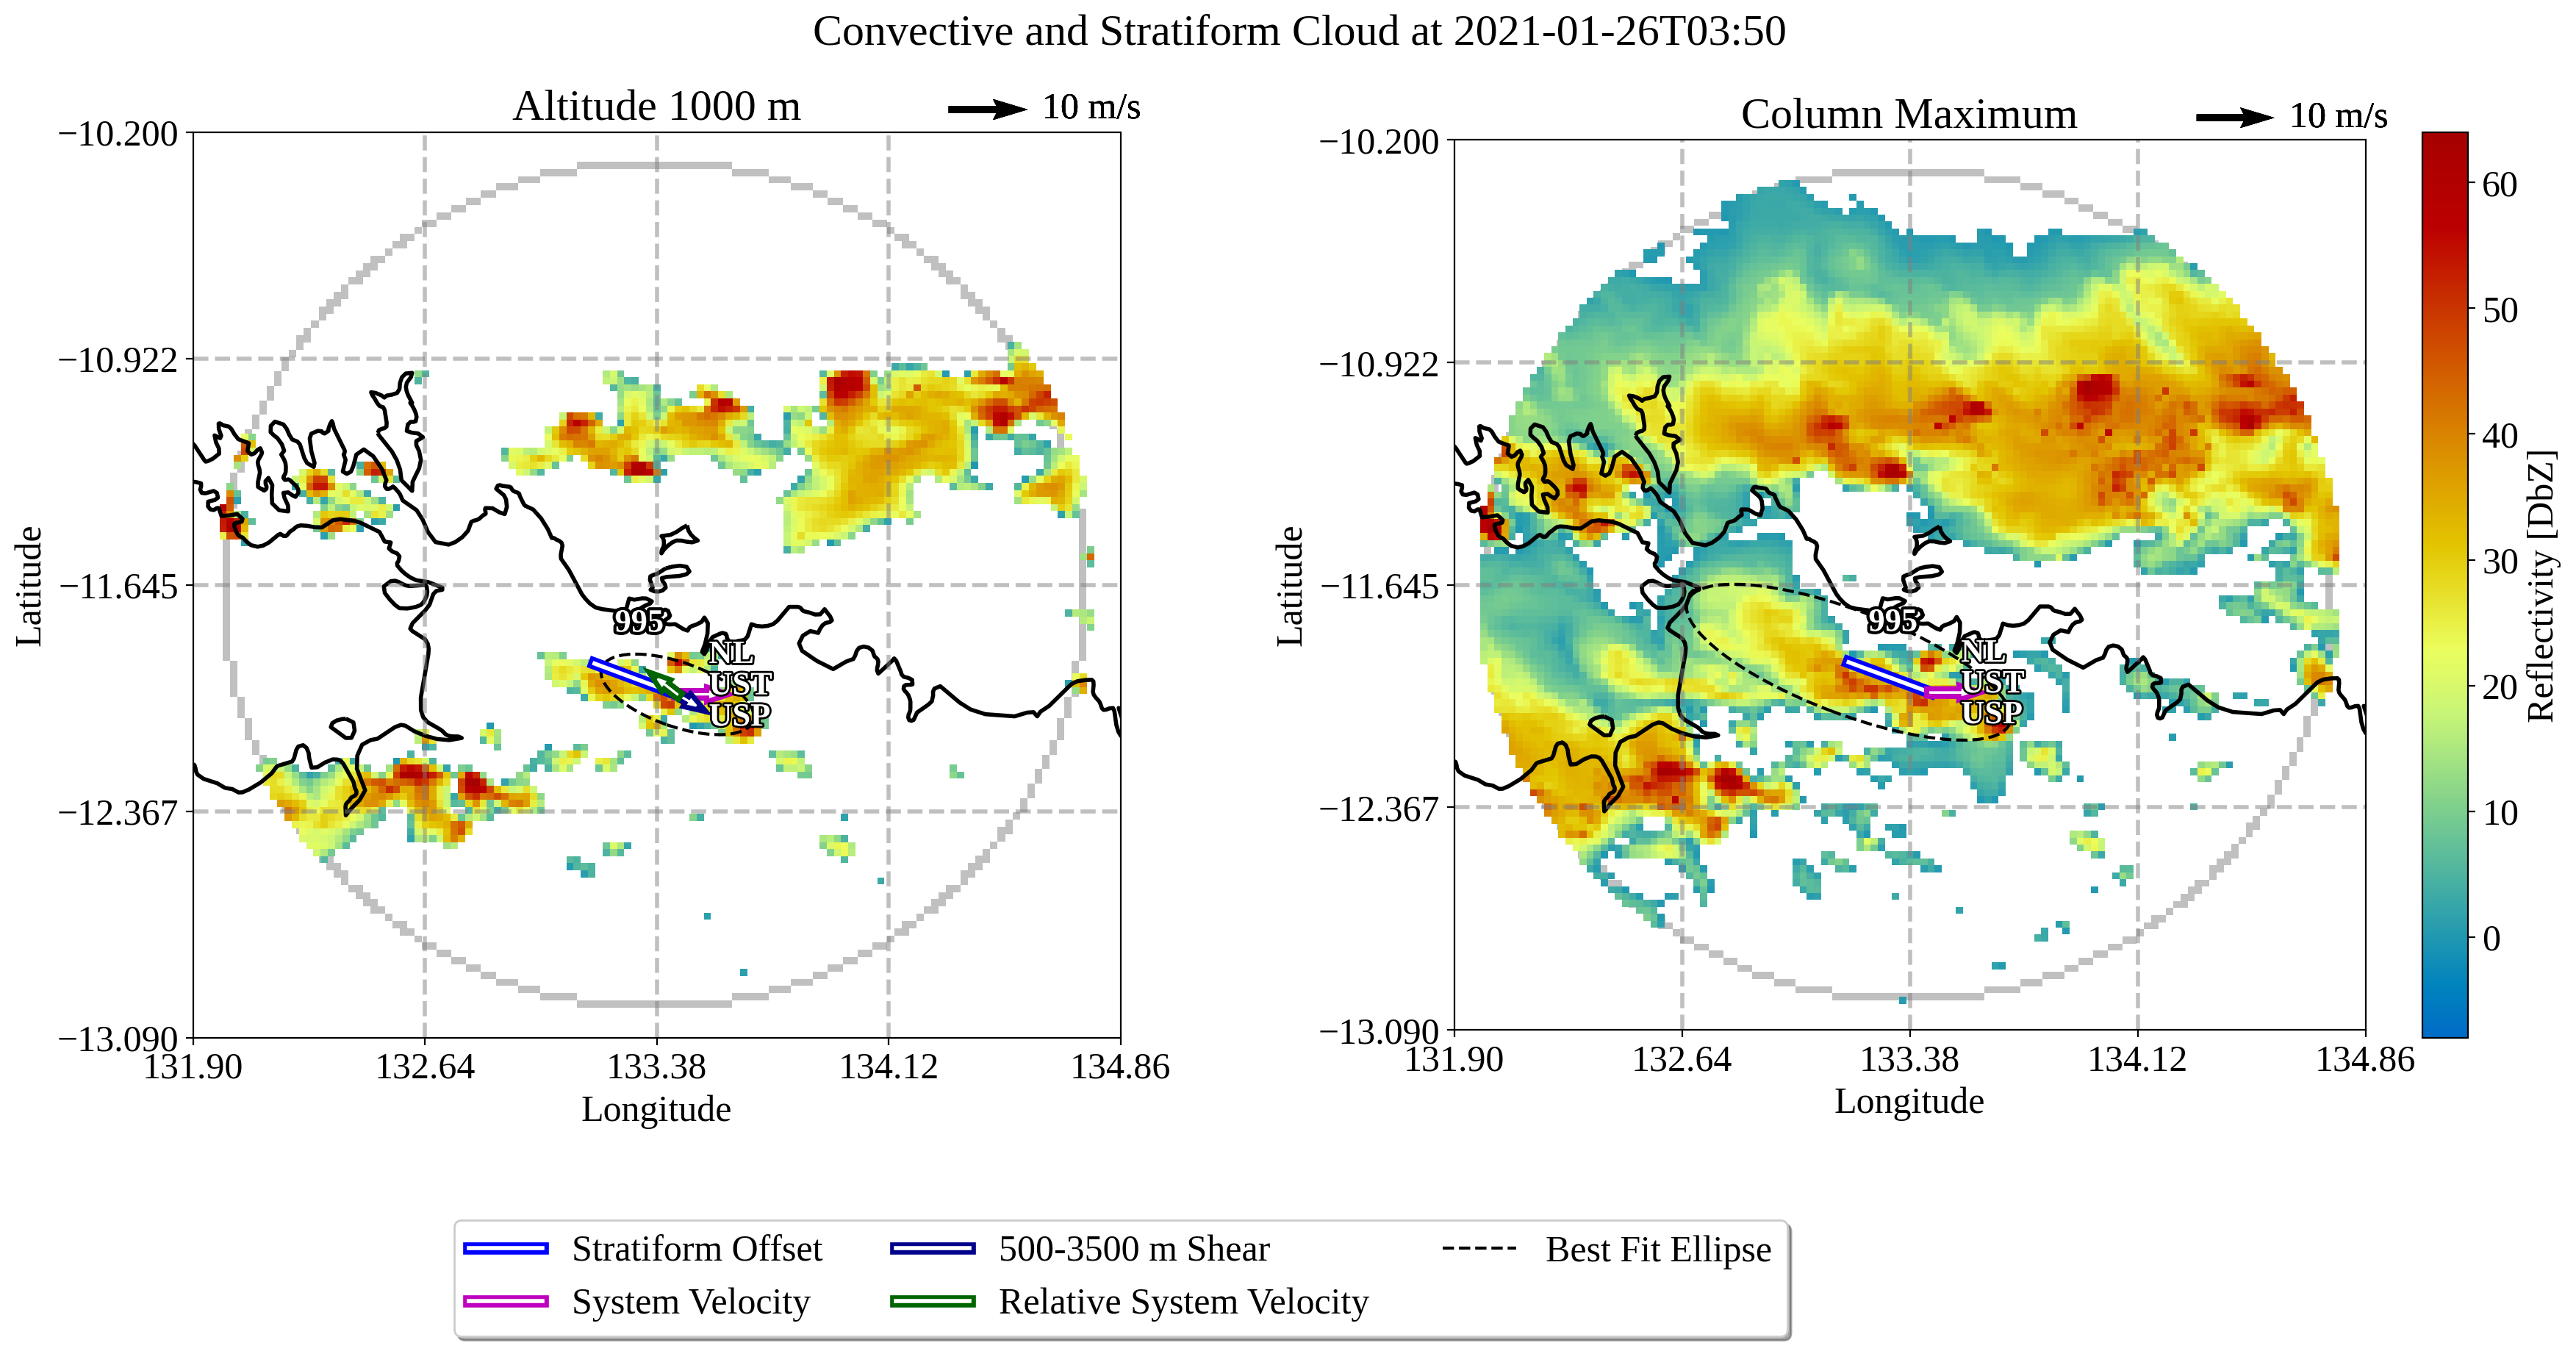 Convective and Stratiform Cloud at 2021-01-26T03:50
Altitude 1000 m
10 m/s
−10.200
−10.922
−11.645
−12.367
−13.090
Latitude
995
NL
UST
USP
131.90
132.64
133.38
134.12
134.86
Longitude
Column Maximum
10 m/s
−10.200
−10.922
−11.645
−12.367
−13.090
Latitude
995
NL
UST
USP
131.90
132.64
133.38
134.12
134.86
Longitude
60
50
40
30
20
10
0
Reflectivity [DbZ]
Stratiform Offset
System Velocity
500-3500 m Shear
Relative System Velocity
Best Fit Ellipse